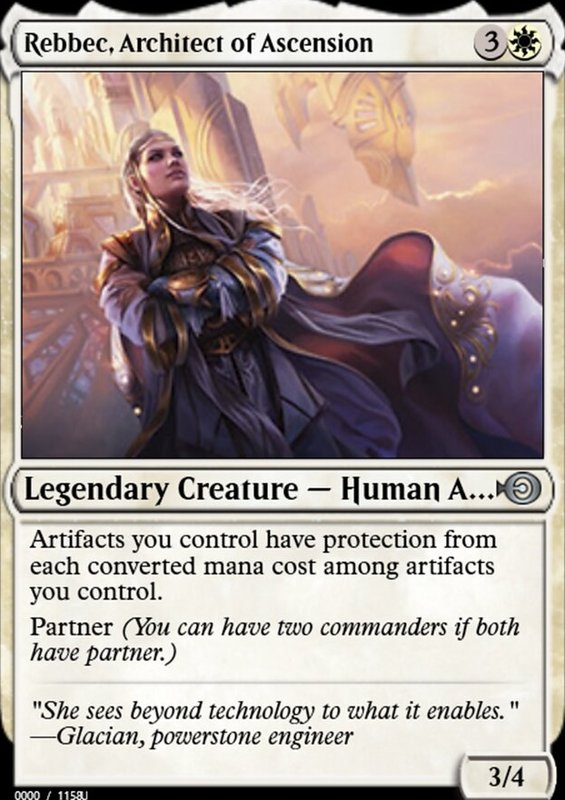 Rebbec, Architect of Ascension 3
Legendary Creature — Human A...
Artifacts you control have protection from
each converted mana cost among artifacts
you control.
Partner (You can have two commanders if both
have partner.)
"She sees beyond technology to what it enables."
—Glacian, powerstone engineer
3/4
0000 / 1158U